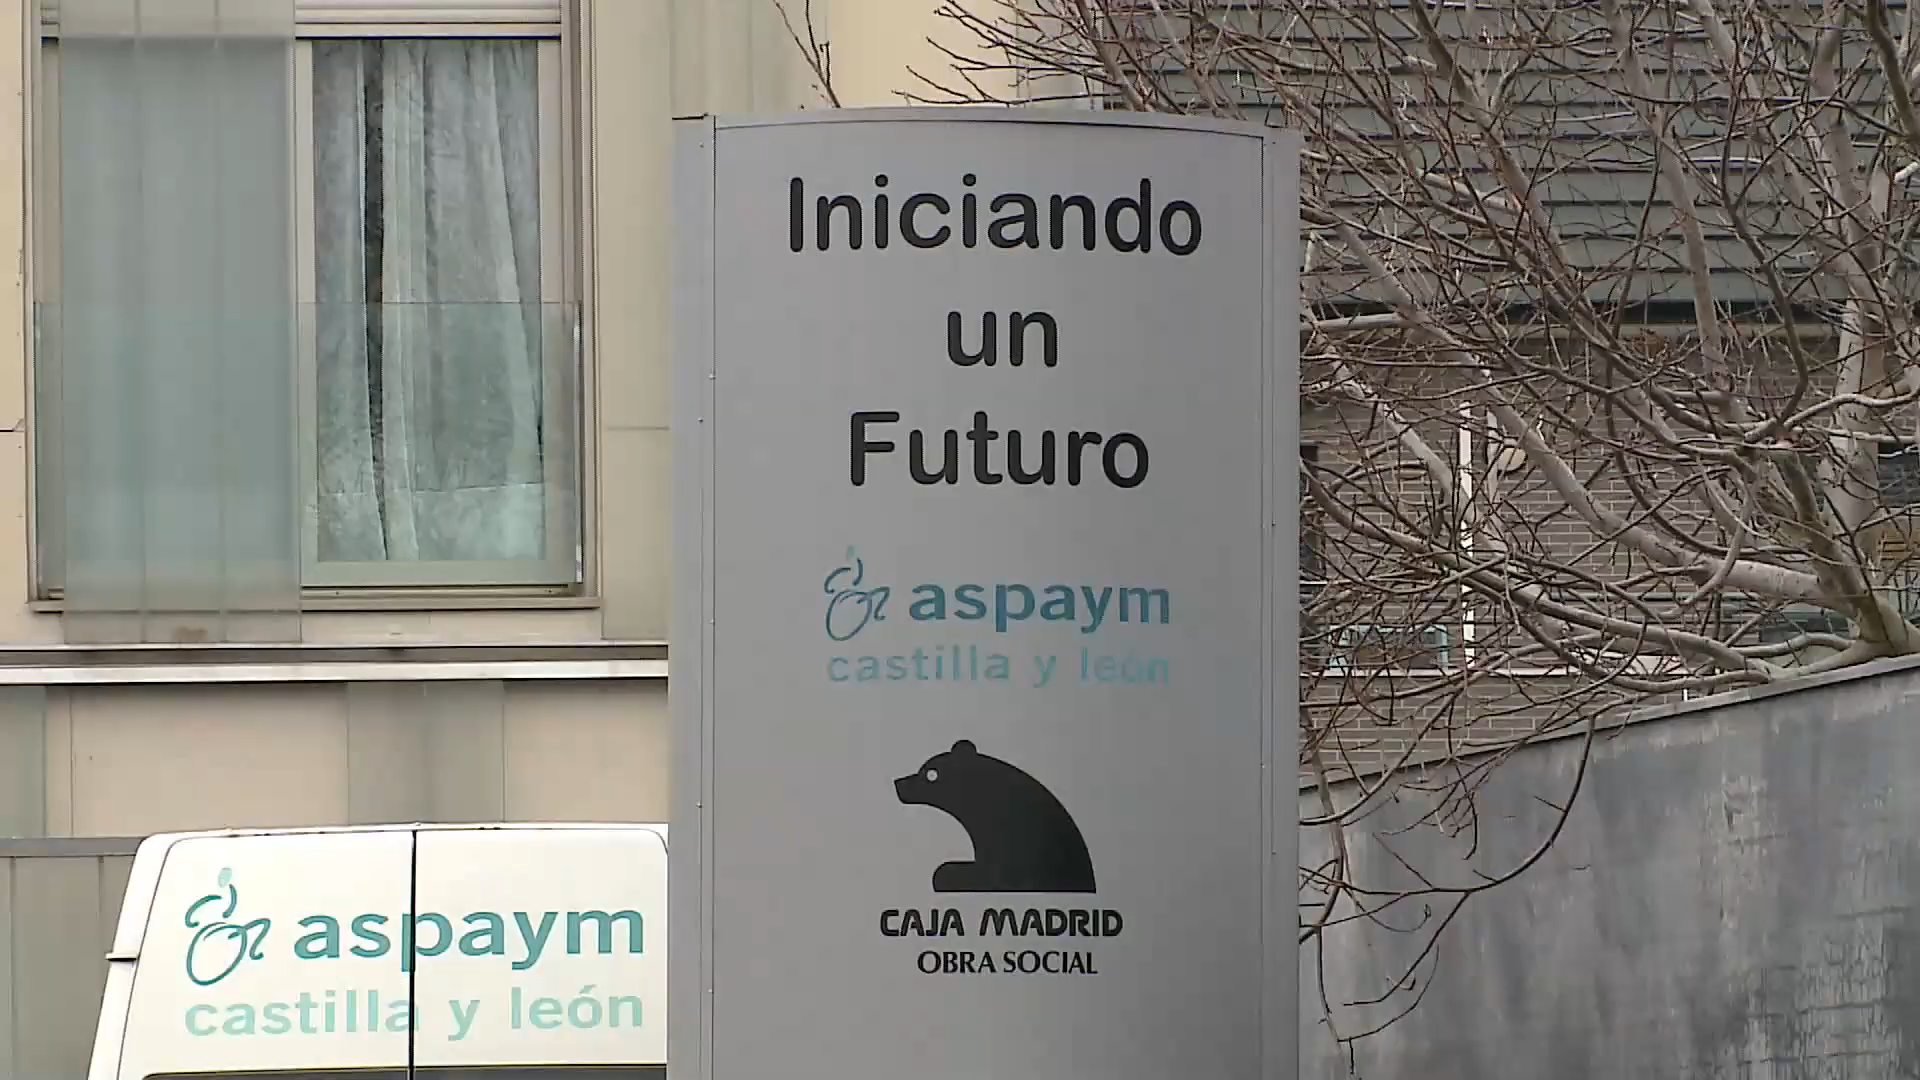 Iniciando
un
Futuro
aspaym
castilla y león
CAJA MADRID
OBRA SOCIAL
aspaym
castilla y león